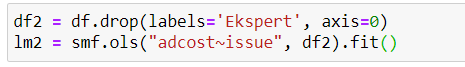 df2 = df.drop(labels='Ekspert', axis=0)
lm2 = smf.ols("adcost~issue", df2).fit()